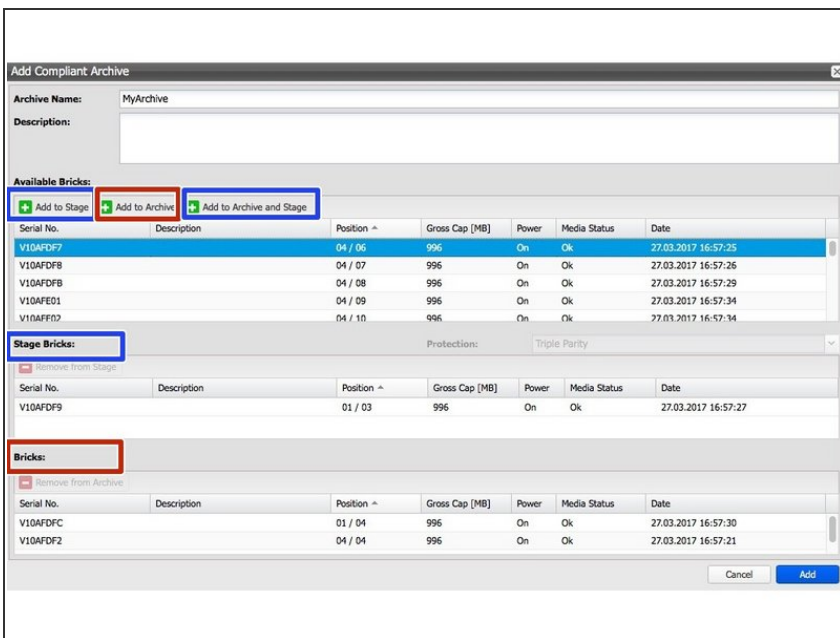 Add Compliant Archive
Archive Name: MyArchive
Description:
Available Bricks:
Add to Stage Add to Archive Add to Archive and Stage
Serial No. Description Position Gross Cap [MB] Power Media Status Date
V10AFDF7 04 / 06 996 On Ok 27.03.2017 16:57:25
V10AFDF8 04 / 07 996 On Ok 27.03.2017 16:57:26
V10AFDFB 04 / 08 996 On Ok 27.03.2017 16:57:29
V10AFE01 04 / 09 996 On Ok 27.03.2017 16:57:34
V10AFE02 04 / 10 996 On Ok 27.03.2017 16:57:34
Stage Bricks: Protection: Triple Parity
Remove from Stage
Serial No. Description Position Gross Cap [MB] Power Media Status Date
V10AFDF9 01 / 03 996 On Ok 27.03.2017 16:57:27
Bricks:
Remove from Archive
Serial No. Description Position Gross Cap [MB] Power Media Status Date
V10AFDFC 01 / 04 996 On Ok 27.03.2017 16:57:30
V10AFDF2 04 / 04 996 On Ok 27.03.2017 16:57:21
Cancel Add